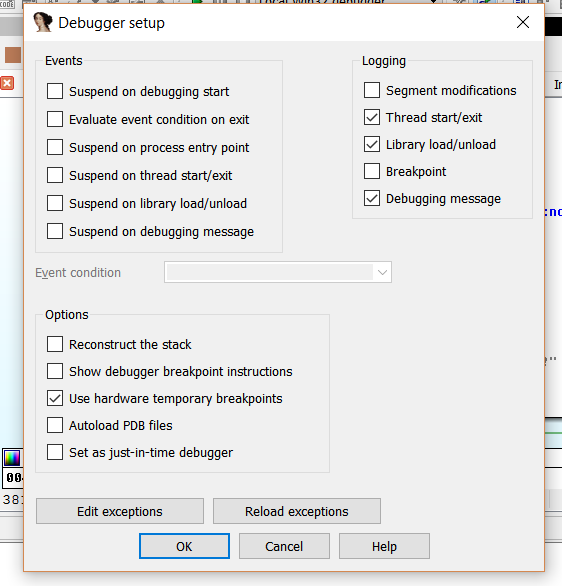 Local Win32 debugger
Debugger setup
Events
Suspend on debugging start
Evaluate event condition on exit
Suspend on process entry point
Suspend on thread start/exit
Suspend on library load/unload
Suspend on debugging message
Logging
Segment modifications
Thread start/exit
Library load/unload
Breakpoint
Debugging message
Event condition
Options
Reconstruct the stack
Show debugger breakpoint instructions
Use hardware temporary breakpoints
Autoload PDB files
Set as just-in-time debugger
Edit exceptions
Reload exceptions
OK
Cancel
Help